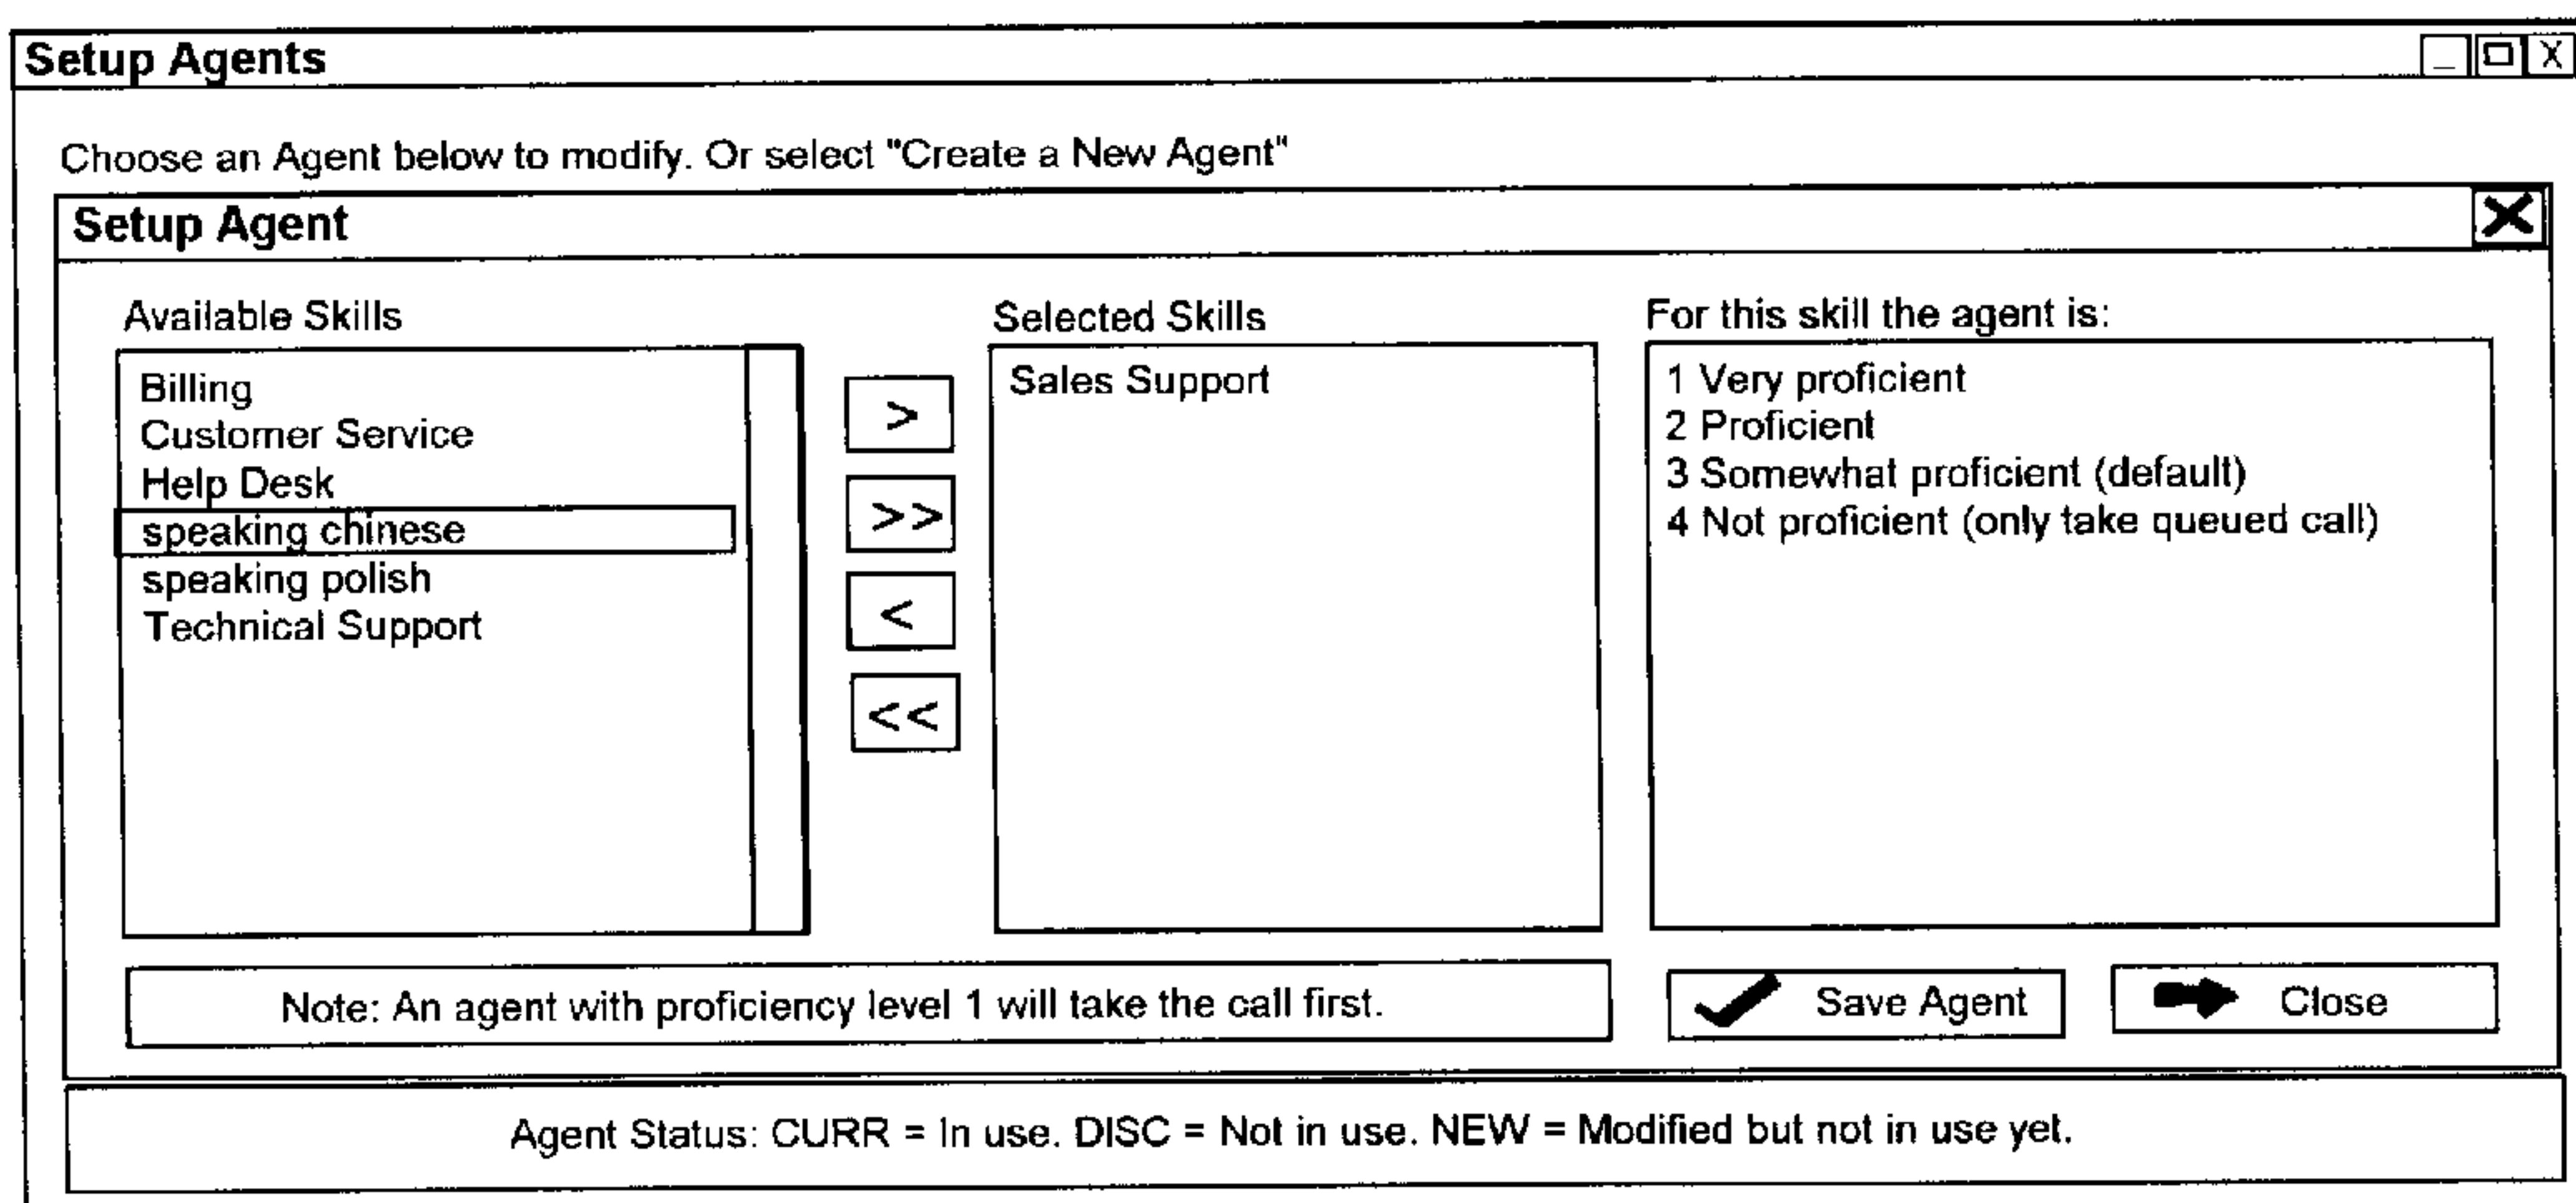 Setup Agents
_ X
Choose an Agent below to modify. Or select "Create a New Agent"
Setup Agent
Available Skills
Billing
Customer Service
Help Desk
speaking chinese
speaking polish
Technical Support
>
>>
<
<<
Selected Skills
Sales Support
For this skill the agent is:
1 Very proficient
2 Proficient
3 Somewhat proficient (default)
4 Not proficient (only take queued call)
Note: An agent with proficiency level 1 will take the call first.
Save Agent
Close
Agent Status: CURR = In use. DISC = Not in use. NEW = Modified but not in use yet.